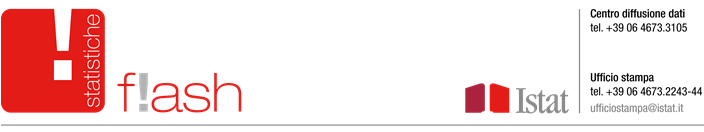 statistiche
f!ash
Istat
Centro diffusione dati
tel. +39 06 4673.3105
Ufficio stampa
tel. +39 06 4673.2243-44
ufficiostampa@istat.it